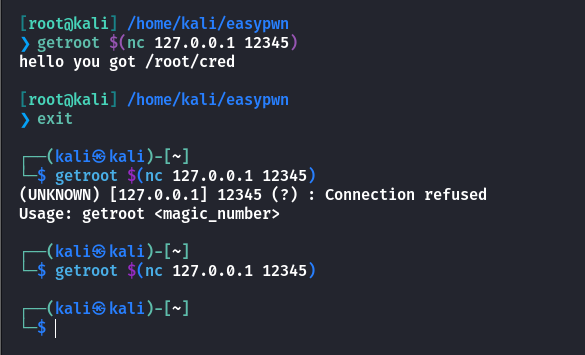 [root@kali] /home/kali/easypwn
❯ getroot $(nc 127.0.0.1 12345)
hello you got /root/cred
[root@kali] /home/kali/easypwn
❯ exit
┌──(kali㉿kali)-[~]
└─$ getroot $(nc 127.0.0.1 12345)
(UNKNOWN) [127.0.0.1] 12345 (?) : Connection refused
Usage: getroot <magic_number>
┌──(kali㉿kali)-[~]
└─$ getroot $(nc 127.0.0.1 12345)
┌──(kali㉿kali)-[~]
└─$